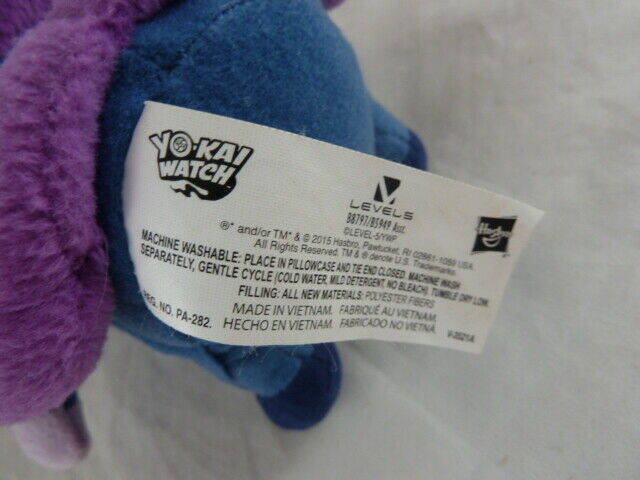 YO-KAI
WATCH
LEVEL5
B8797/B5949 Asst.
©LEVEL-5/YWP
®* and/or TM* & © 2015 Hasbro, Pawtucket, RI 02861-1059 USA
All Rights Reserved. TM & ® denote U.S. Trademarks.
MACHINE WASHABLE: PLACE IN PILLOWCASE AND TIE END CLOSED. MACHINE WASH
SEPARATELY, GENTLE CYCLE (COLD WATER, MILD DETERGENT, NO BLEACH). TUMBLE DRY LOW.
FILLING: ALL NEW MATERIALS: POLYESTER FIBERS
REG. NO. PA-282. MADE IN VIETNAM. FABRIQUÉ AU VIETNAM.
HECHO EN VIETNAM. FABRICADO NO VIETNÃ.
Hasbro